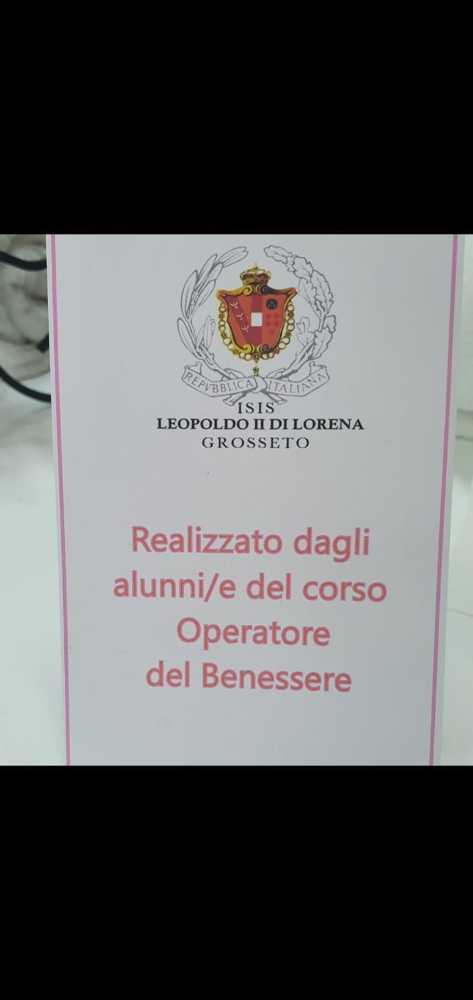 REPVBBLICA ITALIANA
ISIS
LEOPOLDO II DI LORENA
GROSSETO
Realizzato dagli
alunni/e del corso
Operatore
del Benessere